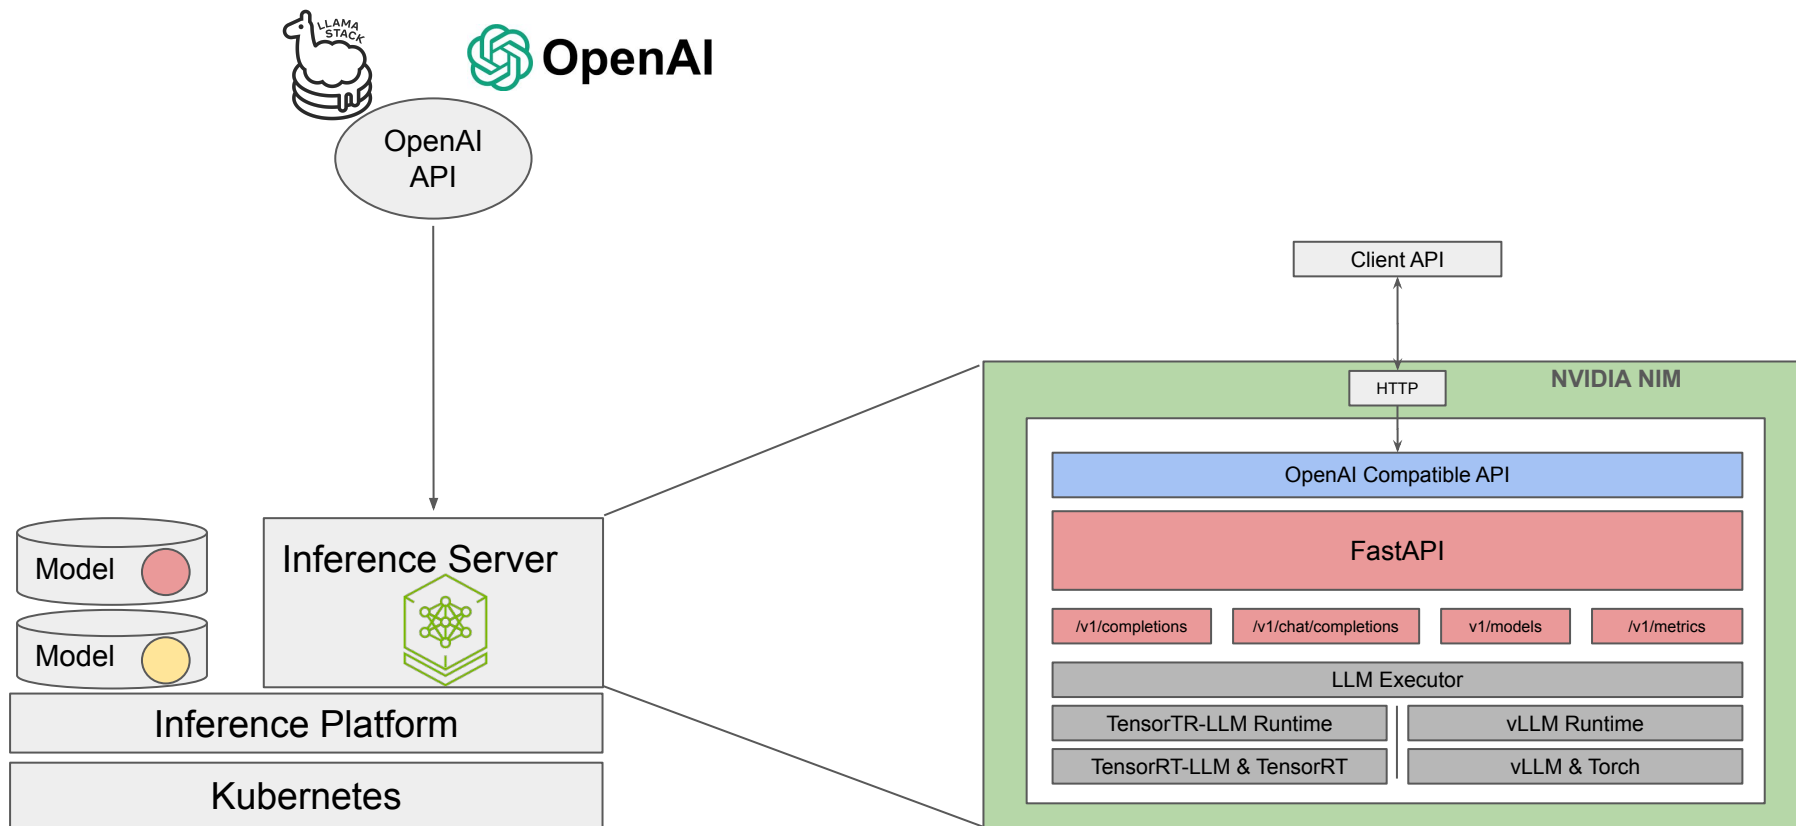 LLAMA
STACK
OpenAI
OpenAI
API
Client API
NVIDIA NIM
HTTP
OpenAI Compatible API
FastAPI
/v1/completions
/v1/chat/completions
v1/models
/v1/metrics
LLM Executor
TensorTR-LLM Runtime
vLLM Runtime
TensorRT-LLM & TensorRT
vLLM & Torch
Inference Server
Model
Model
Inference Platform
Kubernetes